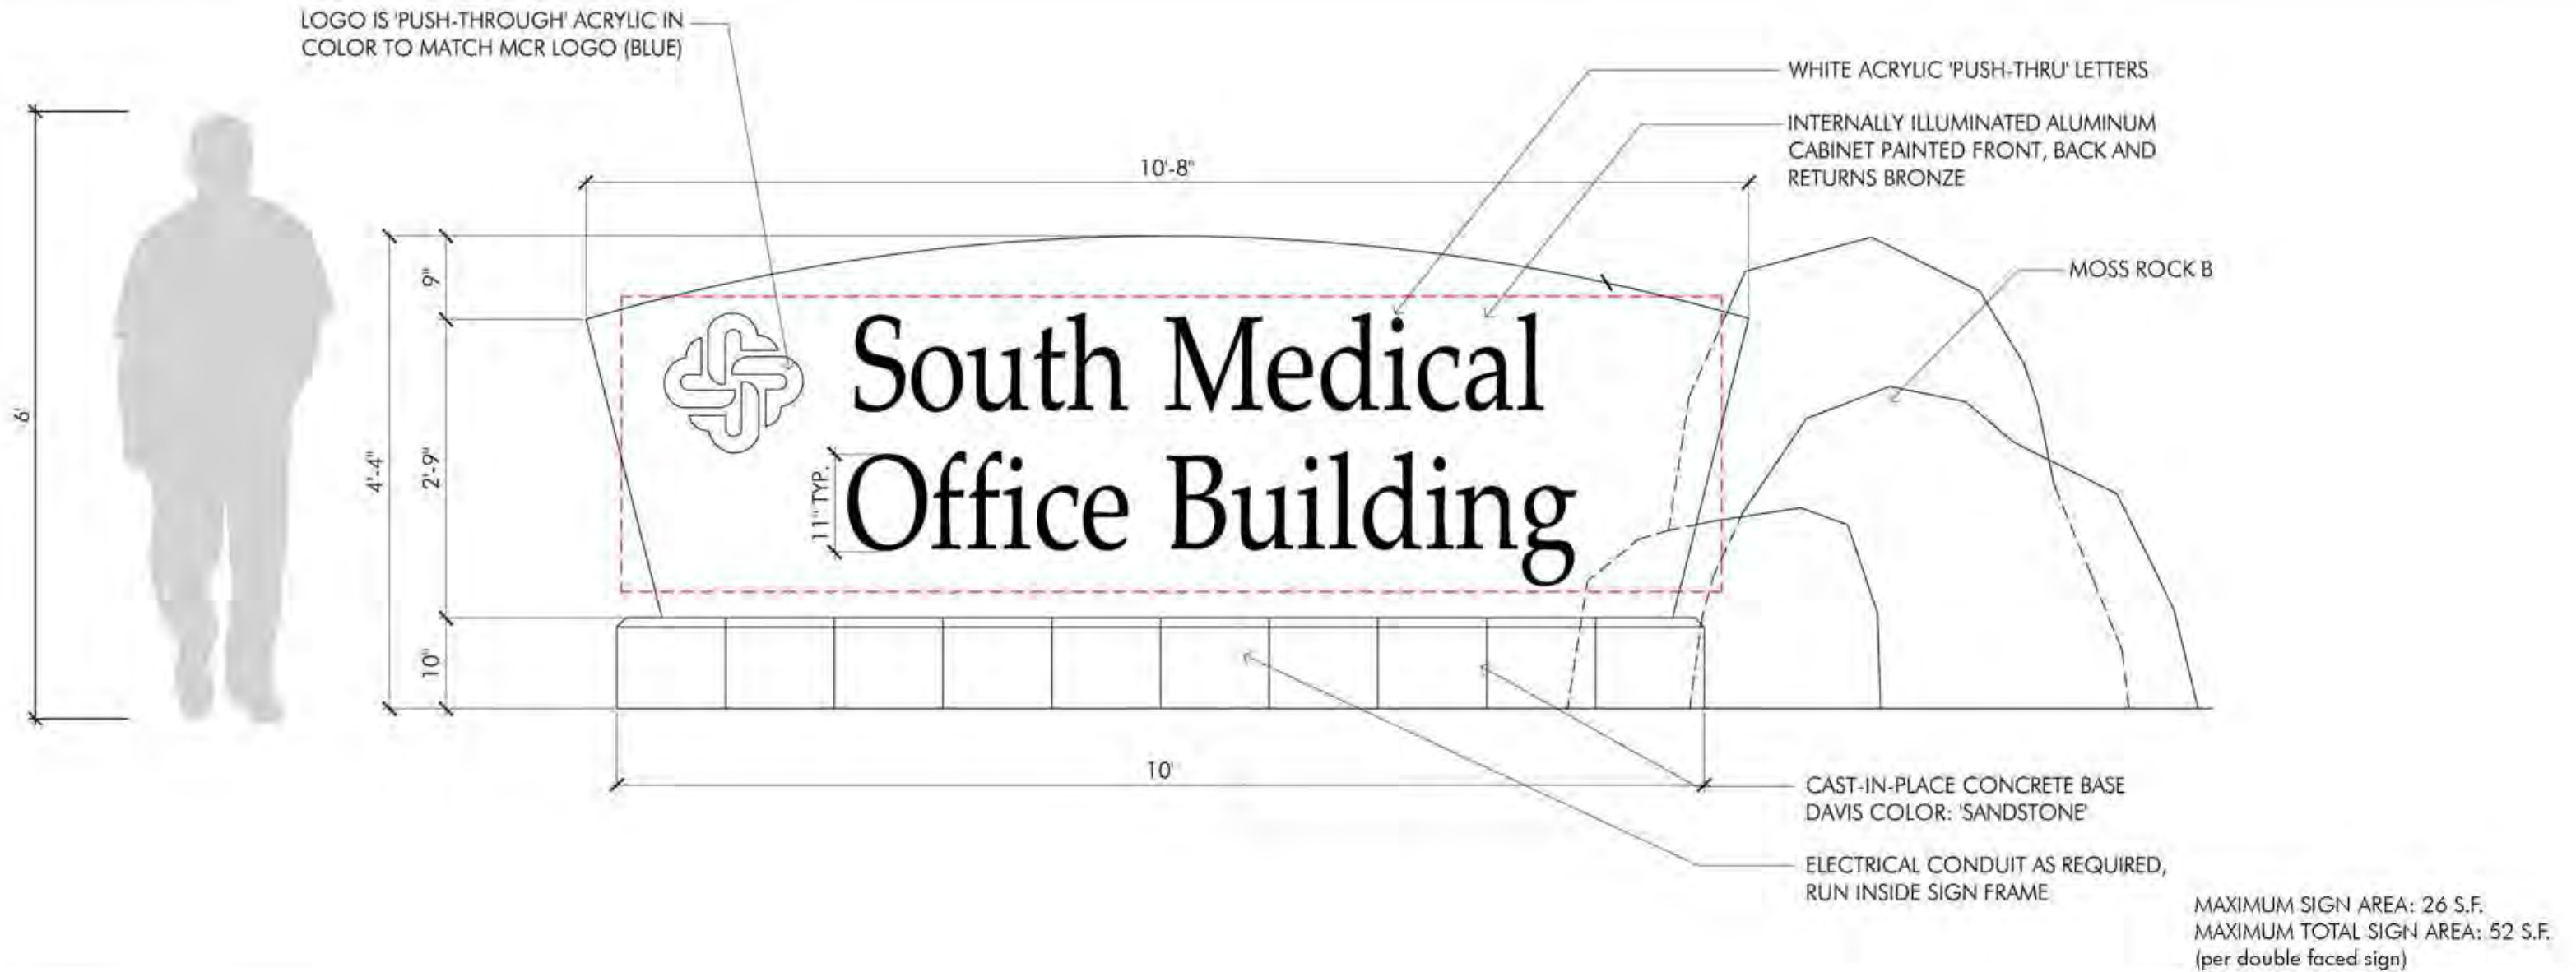 LOGO IS 'PUSH-THROUGH' ACRYLIC IN
COLOR TO MATCH MCR LOGO (BLUE)
WHITE ACRYLIC 'PUSH-THRU' LETTERS
INTERNALLY ILLUMINATED ALUMINUM
CABINET PAINTED FRONT, BACK AND
RETURNS BRONZE
10'-8"
MOSS ROCK B
9"
6'
4'-4"
2'-9"
South Medical
11" TYP.
Office Building
10"
10'
CAST-IN-PLACE CONCRETE BASE
DAVIS COLOR: 'SANDSTONE'
ELECTRICAL CONDUIT AS REQUIRED,
RUN INSIDE SIGN FRAME
MAXIMUM SIGN AREA: 26 S.F.
MAXIMUM TOTAL SIGN AREA: 52 S.F.
(per double faced sign)